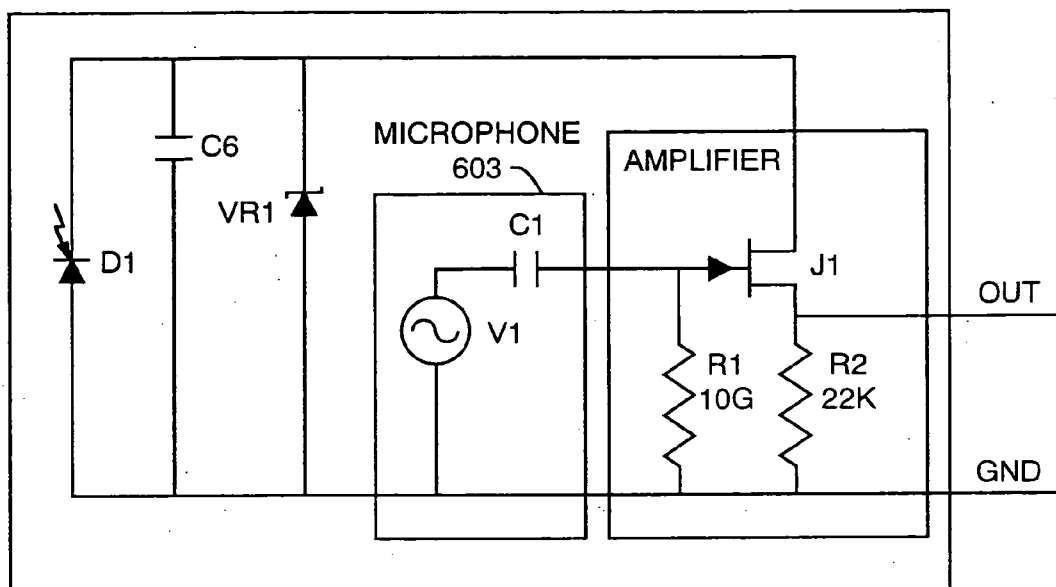 MICROPHONE
603
AMPLIFIER
C6
VR1
D1
C1
V1
J1
OUT
R1
10G
R2
22K
GND